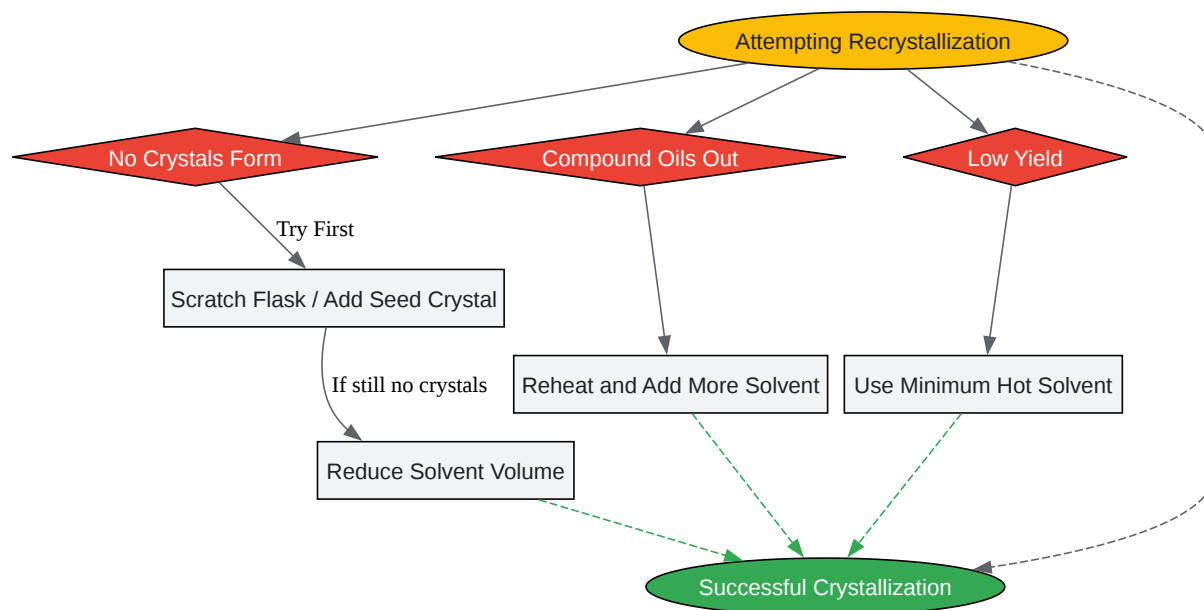 Attempting Recrystallization
No Crystals Form
Compound Oils Out
Low Yield
Try First
Scratch Flask / Add Seed Crystal
If still no crystals
Reheat and Add More Solvent
Use Minimum Hot Solvent
Reduce Solvent Volume
Successful Crystallization